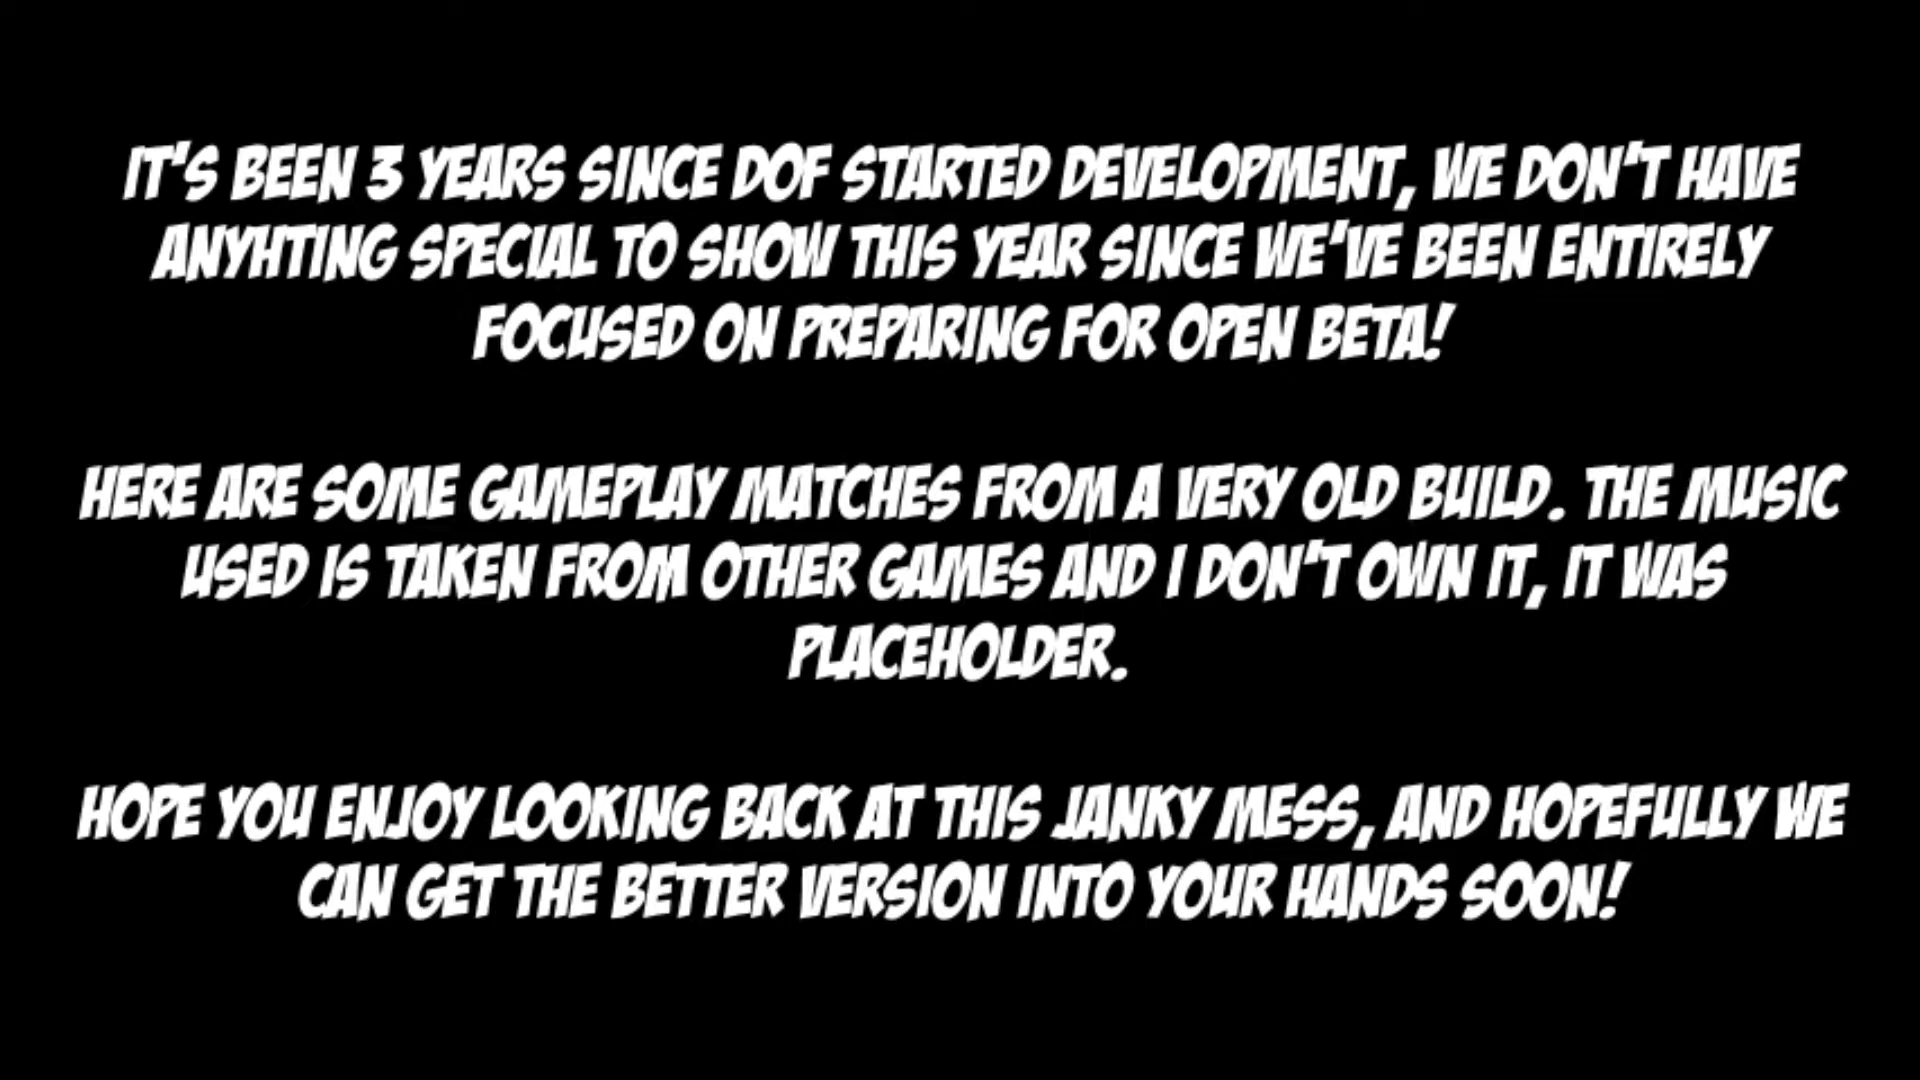 IT'S BEEN 3 YEARS SINCE DOF STARTED DEVELOPMENT, WE DON'T HAVE
ANYHTING SPECIAL TO SHOW THIS YEAR SINCE WE'VE BEEN ENTIRELY
FOCUSED ON PREPARING FOR OPEN BETA!
HERE ARE SOME GAMEPLAY MATCHES FROM A VERY OLD BUILD. THE MUSIC
USED IS TAKEN FROM OTHER GAMES AND I DON'T OWN IT, IT WAS
PLACEHOLDER.
HOPE YOU ENJOY LOOKING BACK AT THIS JANKY MESS, AND HOPEFULLY WE
CAN GET THE BETTER VERSION INTO YOUR HANDS SOON!